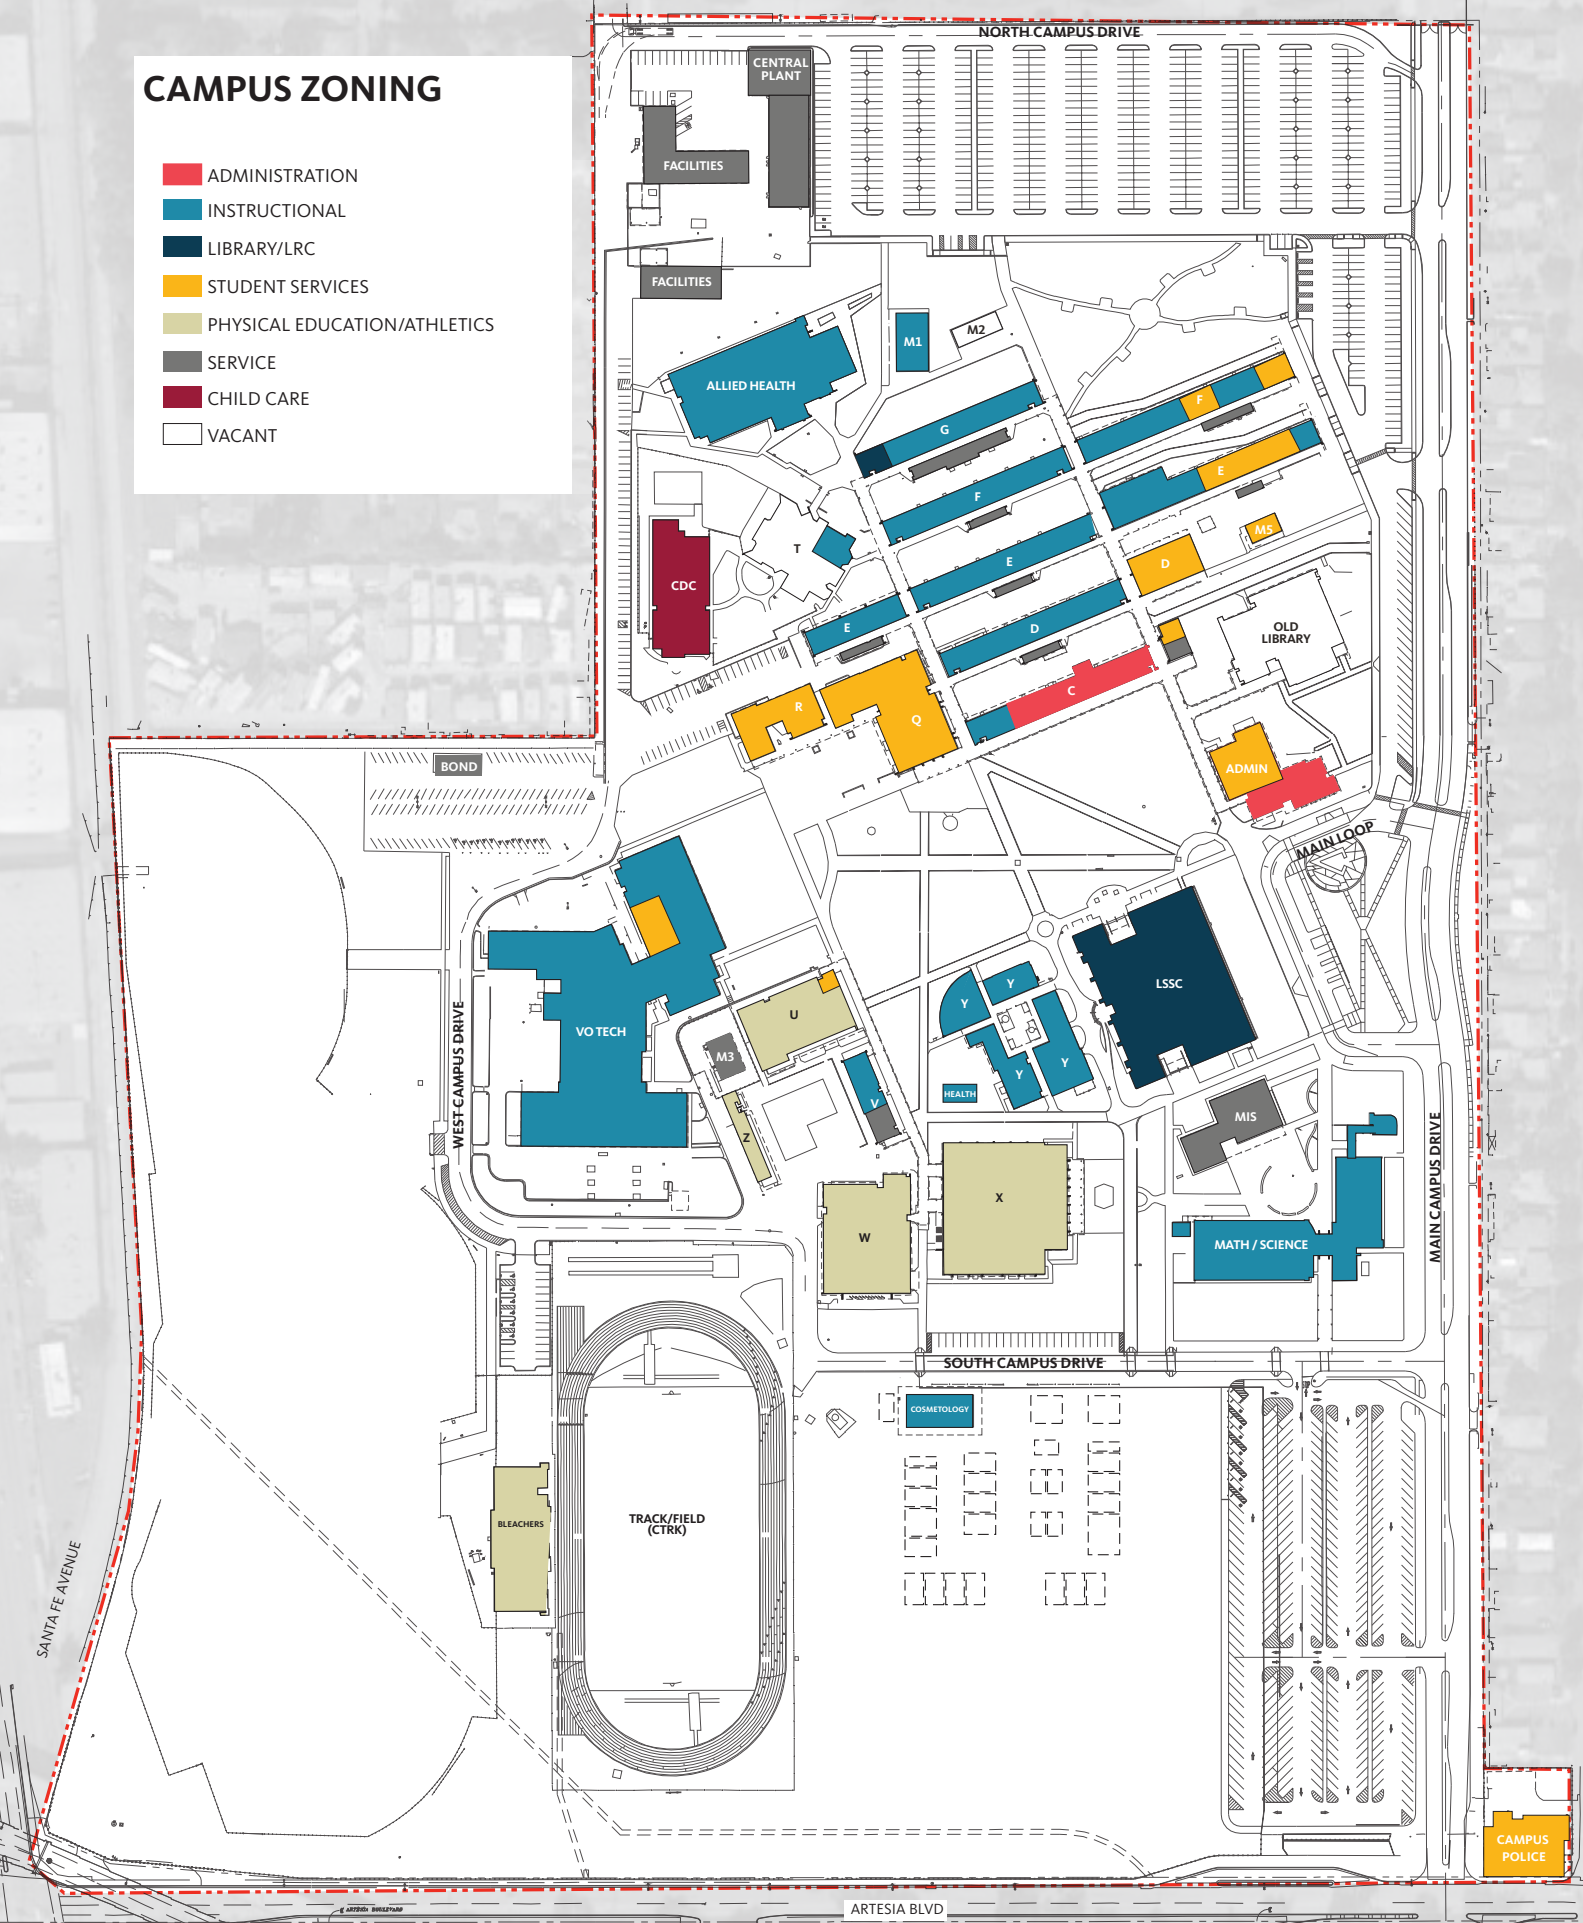 NORTH CAMPUS DRIVE
CAMPUS ZONING
ADMINISTRATION
INSTRUCTIONAL
LIBRARY/LRC
STUDENT SERVICES
PHYSICAL EDUCATION/ATHLETICS
SERVICE
CHILD CARE
VACANT
CENTRAL
PLANT
FACILITIES
FACILITIES
M1
M2
ALLIED HEALTH
G
F
F
E
E
E
T
CDC
M5
D
D
OLD
LIBRARY
C
R
Q
ADMIN
BOND
MAIN LOOP
LSSC
Y
Y
Y
Y
HEALTH
VO TECH
WEST CAMPUS DRIVE
U
M3
V
Z
MIS
MAIN CAMPUS DRIVE
X
W
MATH / SCIENCE
SOUTH CAMPUS DRIVE
COSMETOLOGY
BLEACHERS
TRACK/FIELD
(CTRK)
SANTA FE AVENUE
CAMPUS
POLICE
ARTESIA BLVD
ARTESIA BOULEVARD